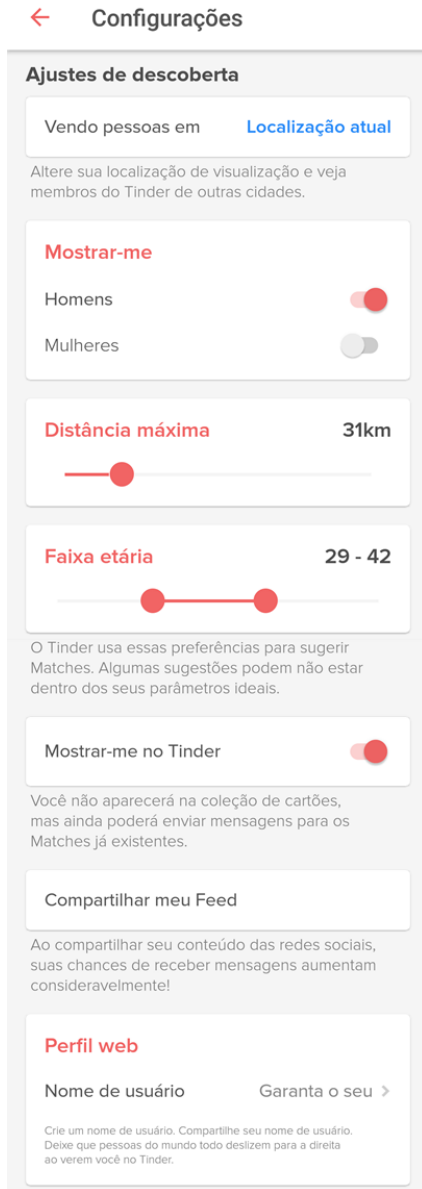 Configurações
Ajustes de descoberta
Vendo pessoas em Localização atual
Altere sua localização de visualização e veja
membros do Tinder de outras cidades.
Mostrar-me
Homens
Mulheres
Distância máxima 31km
Faixa etária 29 - 42
O Tinder usa essas preferências para sugerir
Matches. Algumas sugestões podem não estar
dentro dos seus parâmetros ideais.
Mostrar-me no Tinder
Você não aparecerá na coleção de cartões,
mas ainda poderá enviar mensagens para os
Matches já existentes.
Compartilhar meu Feed
Ao compartilhar seu conteúdo das redes sociais,
suas chances de receber mensagens aumentam
consideravelmente!
Perfil web
Nome de usuário Garanta o seu >
Crie um nome de usuário. Compartilhe seu nome de usuário.
Deixe que pessoas do mundo todo deslizem para a direita
ao verem você no Tinder.